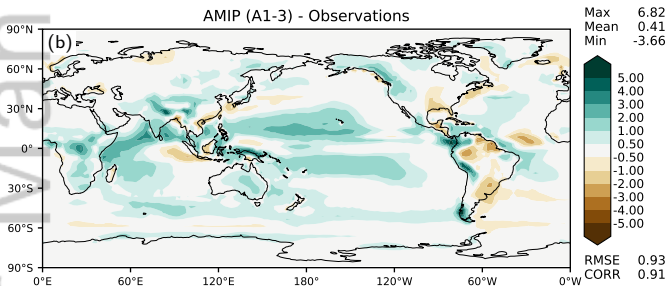 AMIP (A1-3) - Observations
Max 6.82
Mean 0.41
Min -3.66
(b)
90°N
60°N
30°N
0°
30°S
60°S
90°S
0°E 60°E 120°E 180° 120°W 60°W 0°W
5.00
4.00
3.00
2.00
1.00
0.50
-0.50
-1.00
-2.00
-3.00
-4.00
-5.00
RMSE 0.93
CORR 0.91